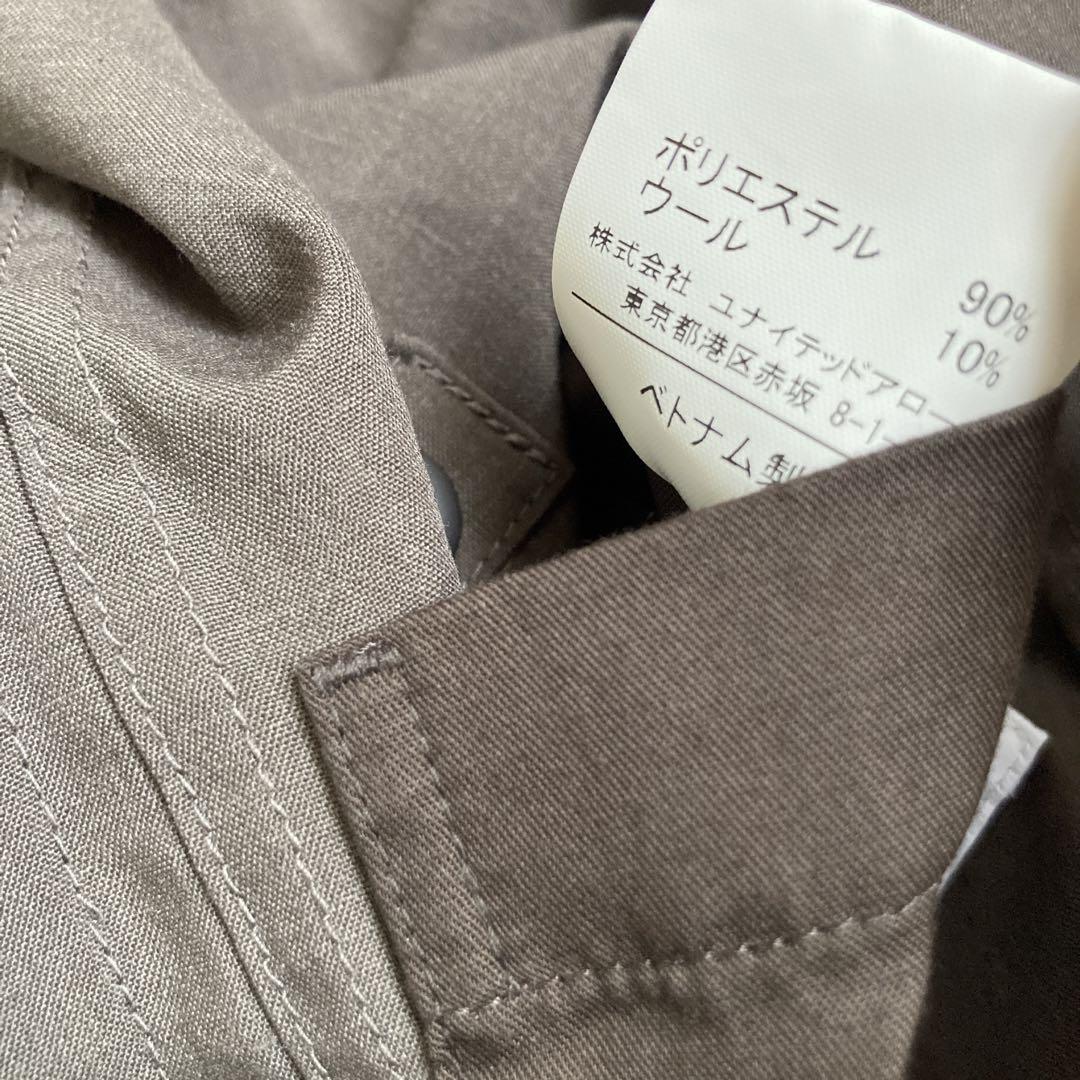 ポリエステル 90%
ウール 10%
株式会社 ユナイテッドアロー
東京都港区赤坂 8-1-
ベトナム製